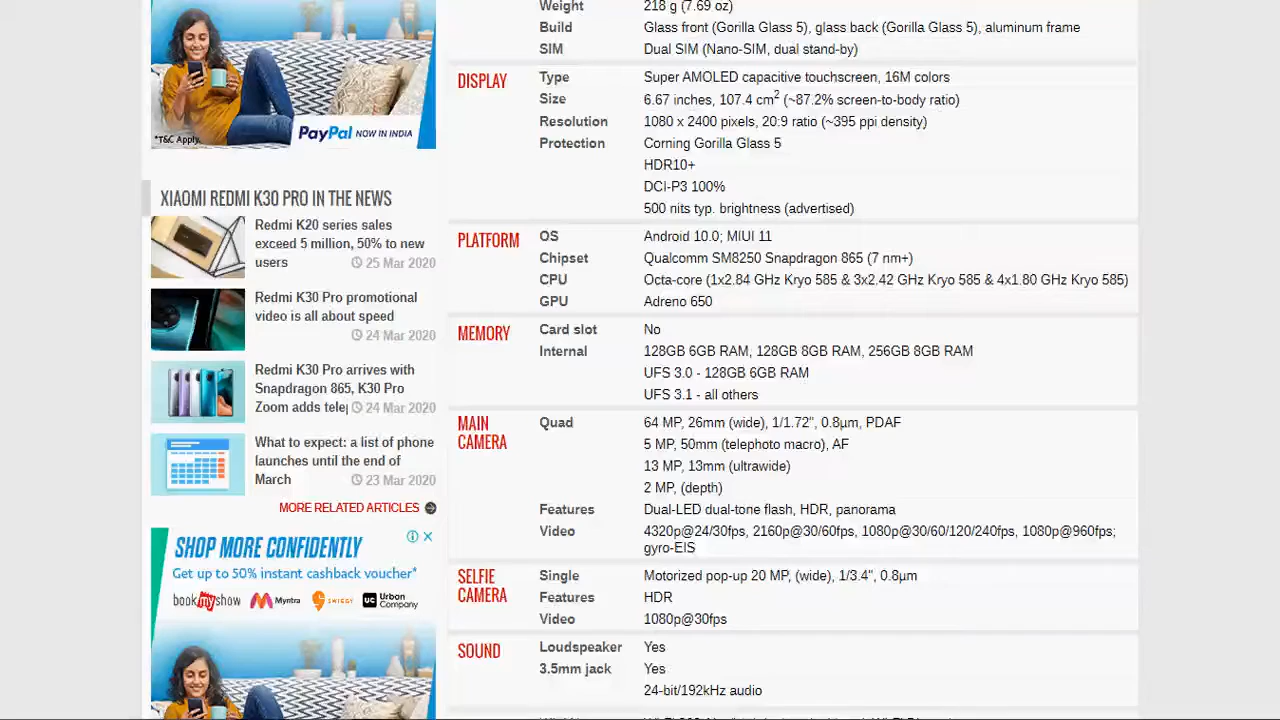 *T&C Apply.
PayPal NOW IN INDIA
XIAOMI REDMI K30 PRO IN THE NEWS
Redmi K20 series sales
exceed 5 million, 50% to new
users 25 Mar 2020
Redmi K30 Pro promotional
video is all about speed
24 Mar 2020
Redmi K30 Pro arrives with
Snapdragon 865, K30 Pro
Zoom adds tele 24 Mar 2020
What to expect: a list of phone
launches until the end of
March 23 Mar 2020
MORE RELATED ARTICLES
SHOP MORE CONFIDENTLY
Get up to 50% instant cashback voucher*
bookmyshow Myntra SWIGGY UC Urban Company
Weight 218 g (7.69 oz)
Build Glass front (Gorilla Glass 5), glass back (Gorilla Glass 5), aluminum frame
SIM Dual SIM (Nano-SIM, dual stand-by)
DISPLAY Type Super AMOLED capacitive touchscreen, 16M colors
Size 6.67 inches, 107.4 cm2 (~87.2% screen-to-body ratio)
Resolution 1080 x 2400 pixels, 20:9 ratio (~395 ppi density)
Protection Corning Gorilla Glass 5
HDR10+
DCI-P3 100%
500 nits typ. brightness (advertised)
PLATFORM OS Android 10.0; MIUI 11
Chipset Qualcomm SM8250 Snapdragon 865 (7 nm+)
CPU Octa-core (1x2.84 GHz Kryo 585 & 3x2.42 GHz Kryo 585 & 4x1.80 GHz Kryo 585)
GPU Adreno 650
MEMORY Card slot No
Internal 128GB 6GB RAM, 128GB 8GB RAM, 256GB 8GB RAM
UFS 3.0 - 128GB 6GB RAM
UFS 3.1 - all others
MAIN CAMERA Quad 64 MP, 26mm (wide), 1/1.72", 0.8µm, PDAF
5 MP, 50mm (telephoto macro), AF
13 MP, 13mm (ultrawide)
2 MP, (depth)
Features Dual-LED dual-tone flash, HDR, panorama
Video 4320p@24/30fps, 2160p@30/60fps, 1080p@30/60/120/240fps, 1080p@960fps;
gyro-EIS
SELFIE CAMERA Single Motorized pop-up 20 MP, (wide), 1/3.4", 0.8µm
Features HDR
Video 1080p@30fps
SOUND Loudspeaker Yes
3.5mm jack Yes
24-bit/192kHz audio